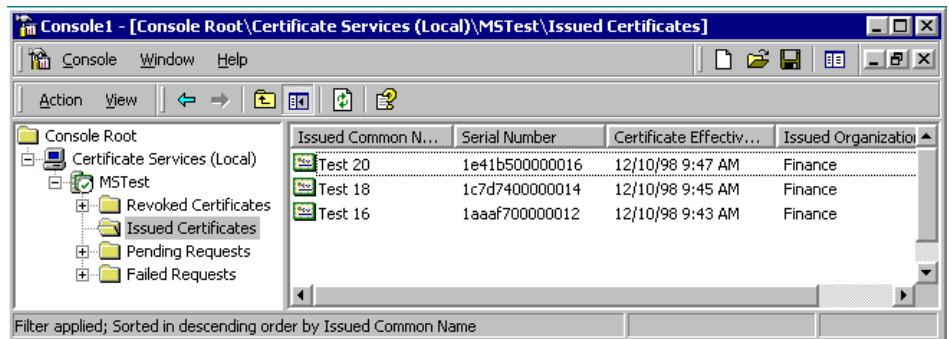 Console1 - [Console Root\Certificate Services (Local)\MSTest\Issued Certificates]
Console Window Help
Action View
Console Root
Certificate Services (Local)
MSTest
Revoked Certificates
Issued Certificates
Pending Requests
Failed Requests
Issued Common N... Serial Number Certificate Effectiv... Issued Organization
Test 20 1e41b500000016 12/10/98 9:47 AM Finance
Test 18 1c7d7400000014 12/10/98 9:45 AM Finance
Test 16 1aaaf700000012 12/10/98 9:43 AM Finance
Filter applied; Sorted in descending order by Issued Common Name